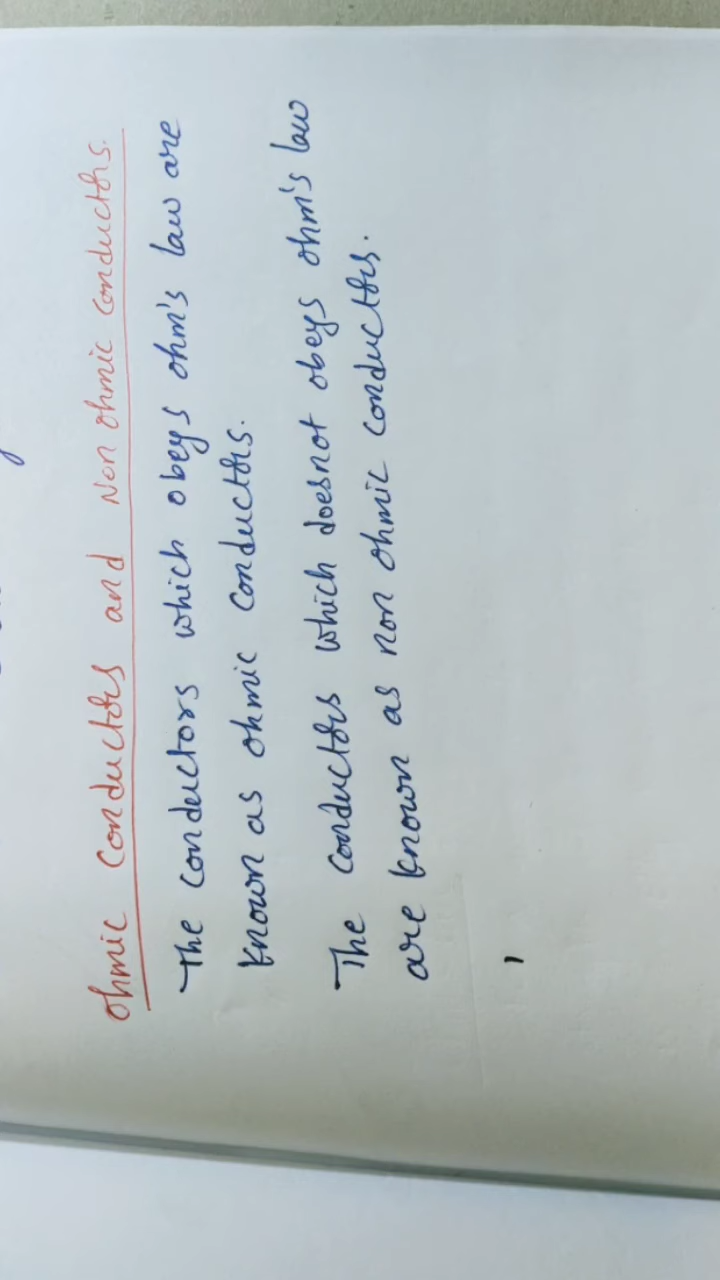 Ohmic conductors and Non ohmic conductors.
The conductors which obeys ohm's law are
known as ohmic conductors.
The conductors which doesnot obeys ohm's law
are known as non ohmic conductors.